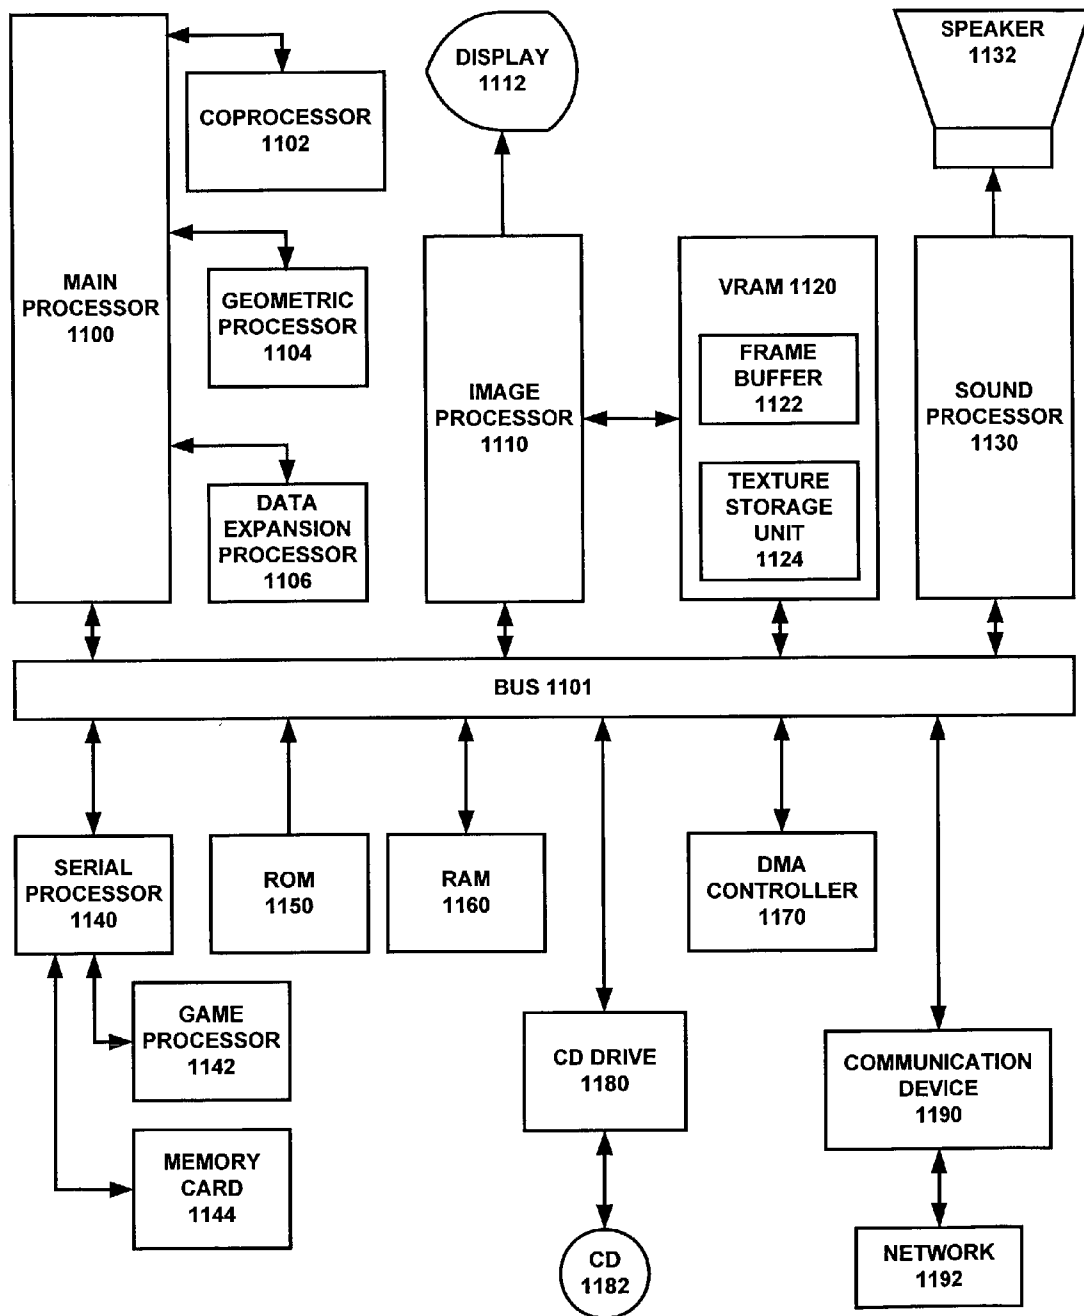 MAIN
PROCESSOR
1100
COPROCESSOR
1102
GEOMETRIC
PROCESSOR
1104
DATA
EXPANSION
PROCESSOR
1106
DISPLAY
1112
IMAGE
PROCESSOR
1110
VRAM 1120
FRAME
BUFFER
1122
TEXTURE
STORAGE
UNIT
1124
SPEAKER
1132
SOUND
PROCESSOR
1130
BUS 1101
SERIAL
PROCESSOR
1140
ROM
1150
RAM
1160
DMA
CONTROLLER
1170
GAME
PROCESSOR
1142
MEMORY
CARD
1144
CD DRIVE
1180
CD
1182
COMMUNICATION
DEVICE
1190
NETWORK
1192